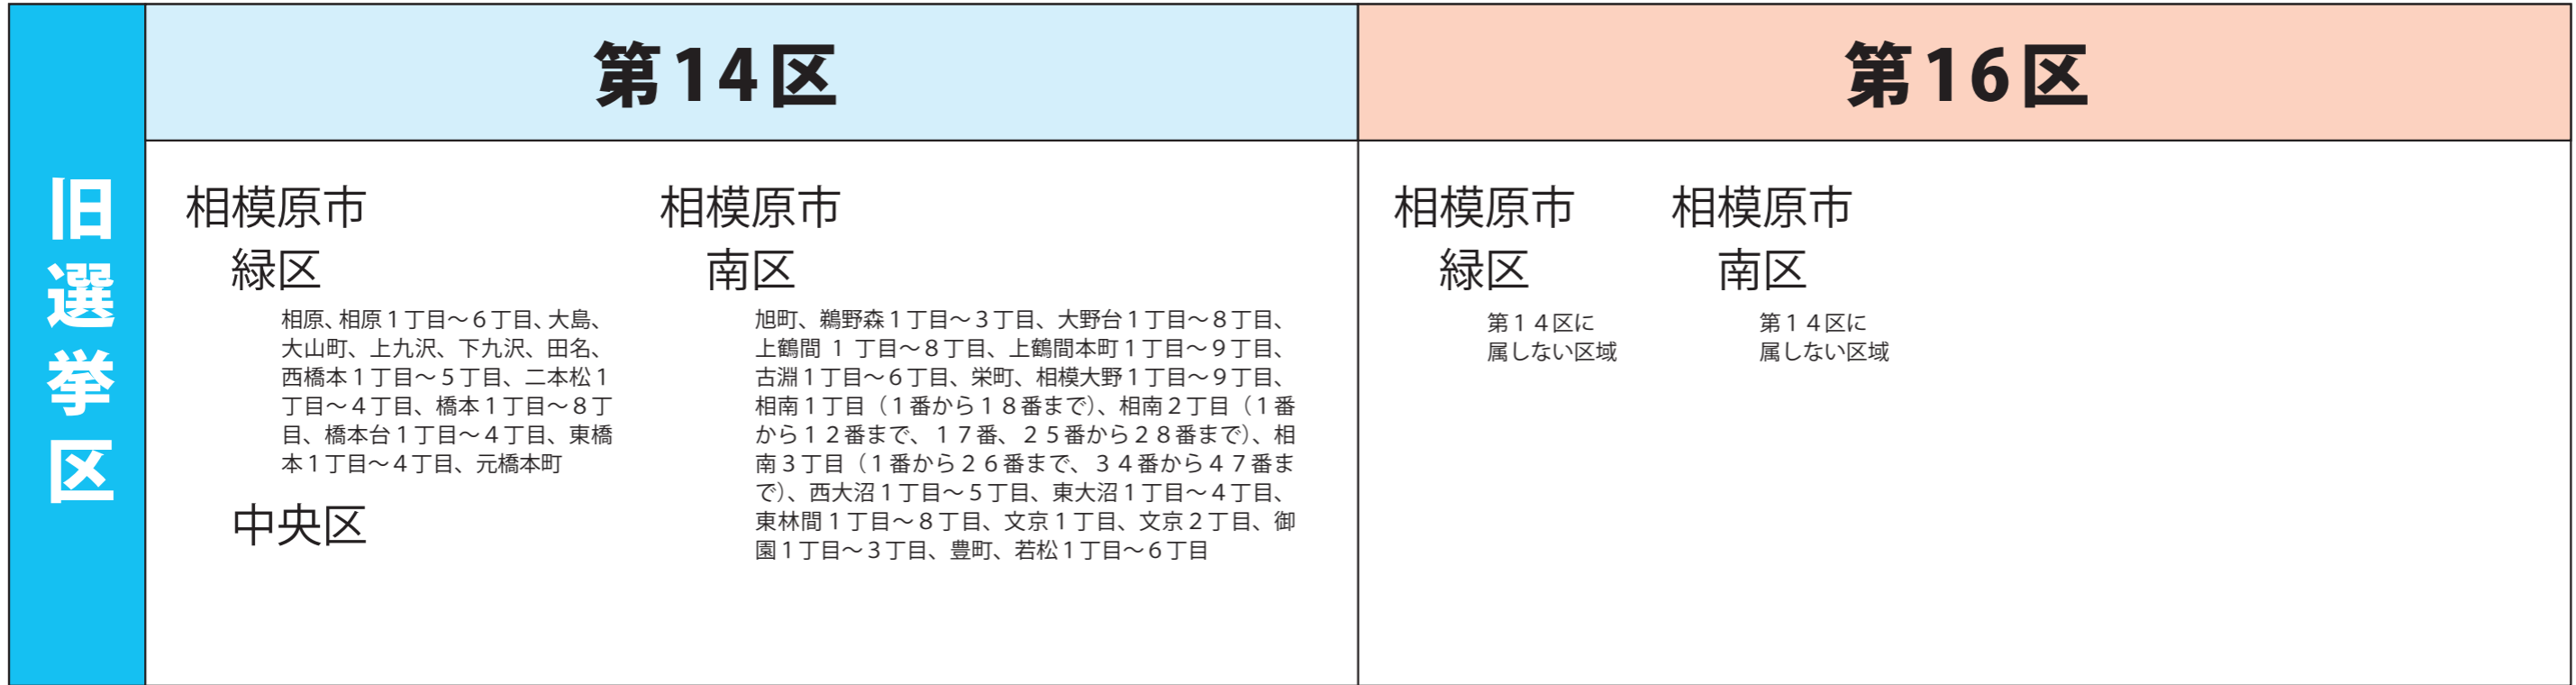 旧選挙区
第14区
相模原市
緑区
相原、相原１丁目～６丁目、大島、
大山町、上九沢、下九沢、田名、
西橋本１丁目～５丁目、二本松１
丁目～４丁目、橋本１丁目～８丁
目、橋本台１丁目～４丁目、東橋
本１丁目～４丁目、元橋本町
中央区
相模原市
南区
旭町、鵜野森１丁目～３丁目、大野台１丁目～８丁目、
上鶴間 １ 丁目～８丁目、上鶴間本町１丁目～９丁目、
古淵１丁目～６丁目、栄町、相模大野１丁目～９丁目、
相南１丁目（１番から１８番まで）、相南２丁目（１番
から１２番まで、１７番、２５番から２８番まで）、相
南３丁目（１番から２６番まで、３４番から４７番ま
で）、西大沼１丁目～５丁目、東大沼１丁目～４丁目、
東林間１丁目～８丁目、文京１丁目、文京２丁目、御
園１丁目～３丁目、豊町、若松１丁目～６丁目
第16区
相模原市
緑区
第１４区に
属しない区域
相模原市
南区
第１４区に
属しない区域